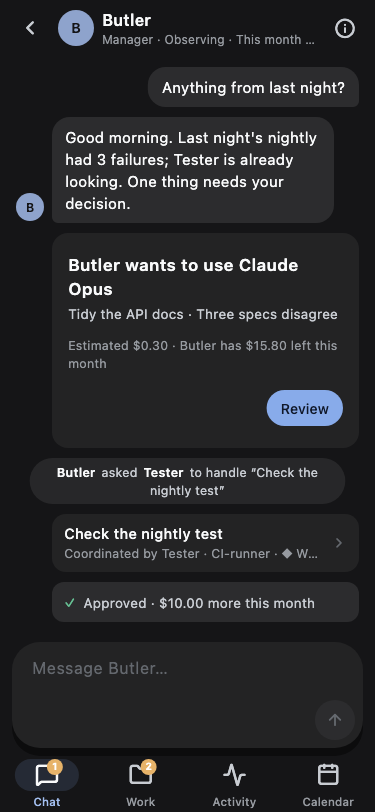 B
Butler
Manager · Observing · This month ...
Anything from last night?
Good morning. Last night's nightly
had 3 failures; Tester is already
looking. One thing needs your
decision.
B
Butler wants to use Claude
Opus
Tidy the API docs · Three specs disagree
Estimated $0.30 · Butler has $15.80 left this
month
Review
Butler asked Tester to handle "Check the
nightly test"
Check the nightly test
Coordinated by Tester · CI-runner · ◆ W...
✓ Approved · $10.00 more this month
Message Butler...
1
2
Chat
Work
Activity
Calendar